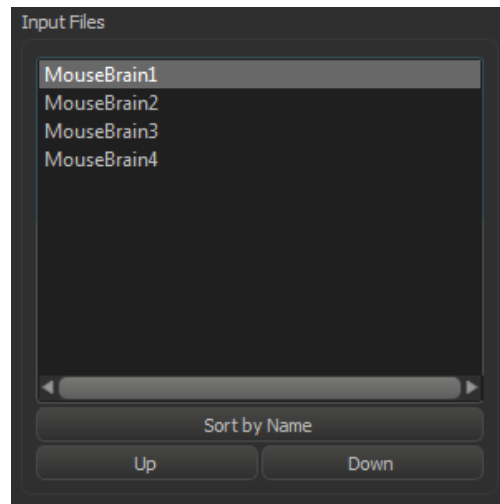 Input Files
MouseBrain1
MouseBrain2
MouseBrain3
MouseBrain4
Sort by Name
Up Down